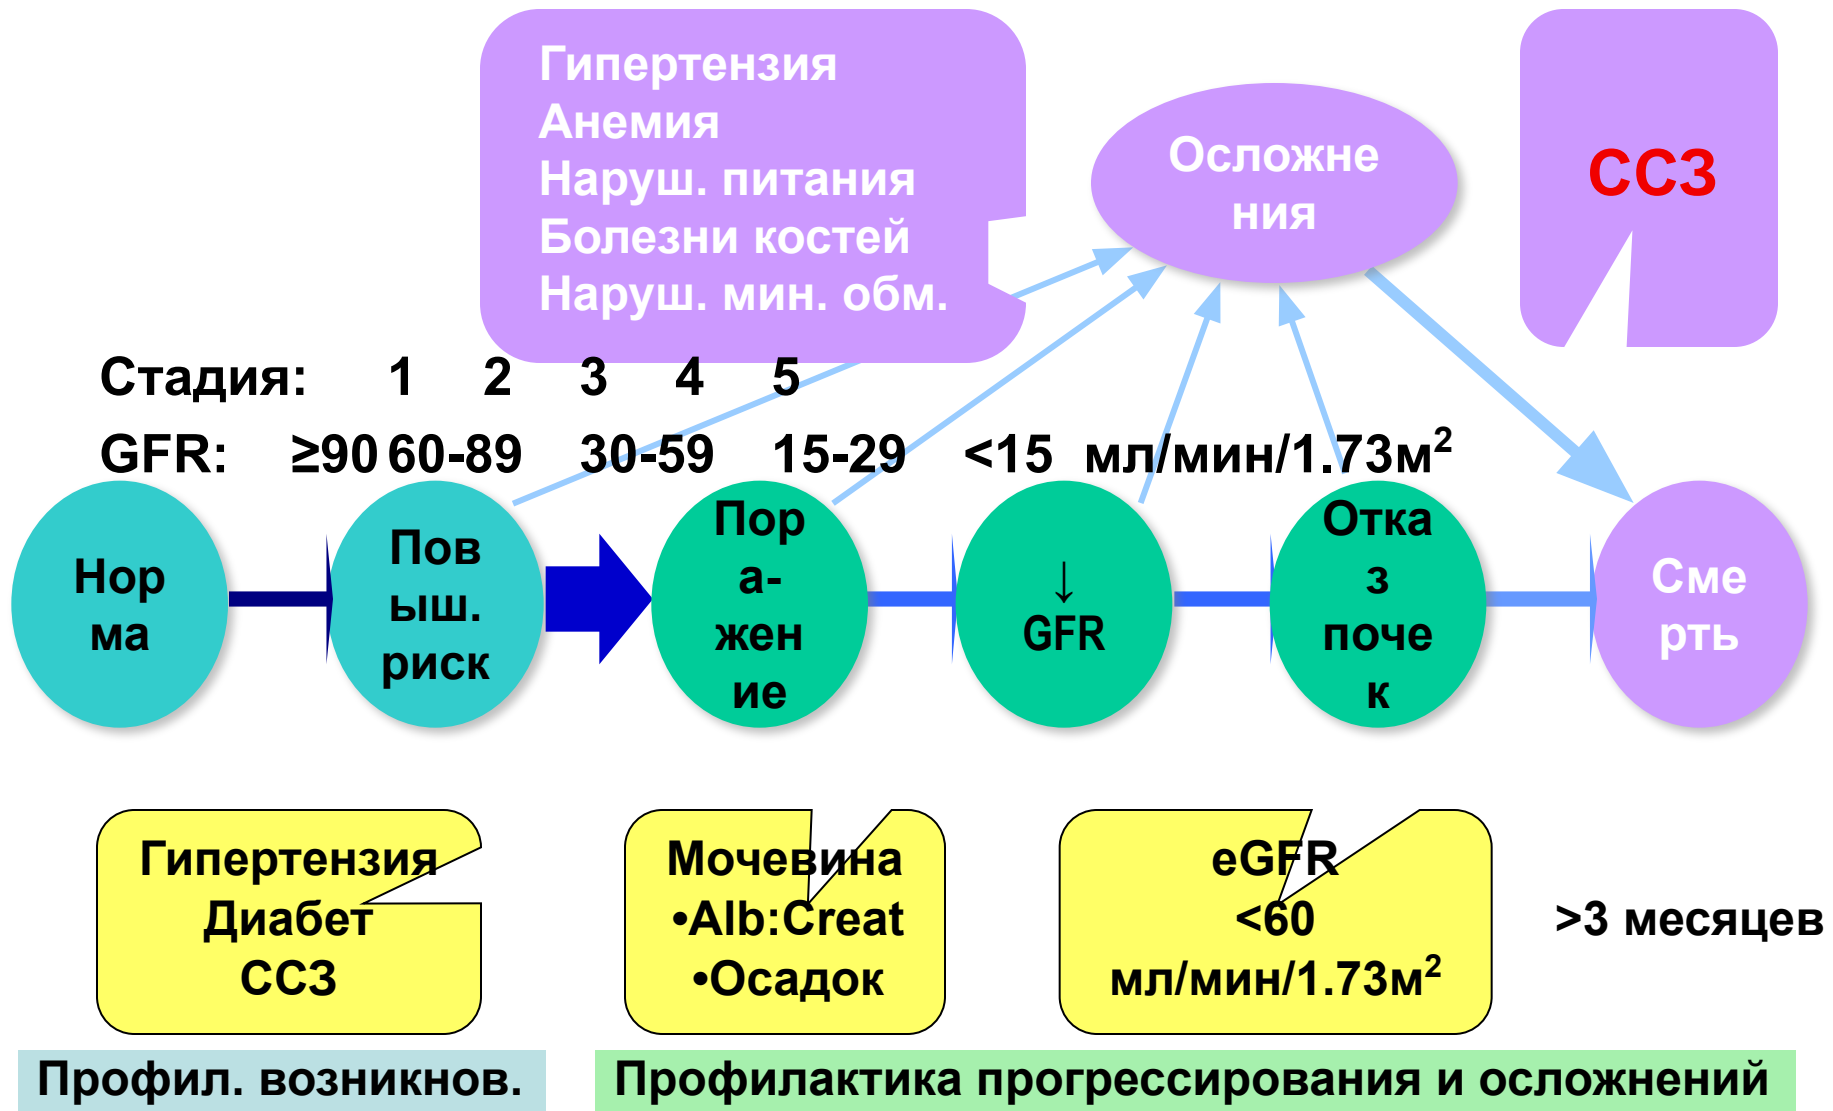 Гипертензия
Анемия
Наруш. питания
Болезни костей
Наруш. мин. обм.
Осложне
ния
ССЗ
Стадия: 1 2 3 4 5
GFR: ≥90 60-89 30-59 15-29 <15 мл/мин/1.73м²
Нор
ма
Пов
ыш.
риск
Пор
а-
жен
ие
↓
GFR
Отка
з
поче
к
Сме
рть
Гипертензия
Диабет
ССЗ
Мочевина
•Alb:Creat
•Осадок
eGFR
<60
мл/мин/1.73м²
>3 месяцев
Профил. возникнов.
Профилактика прогрессирования и осложнений